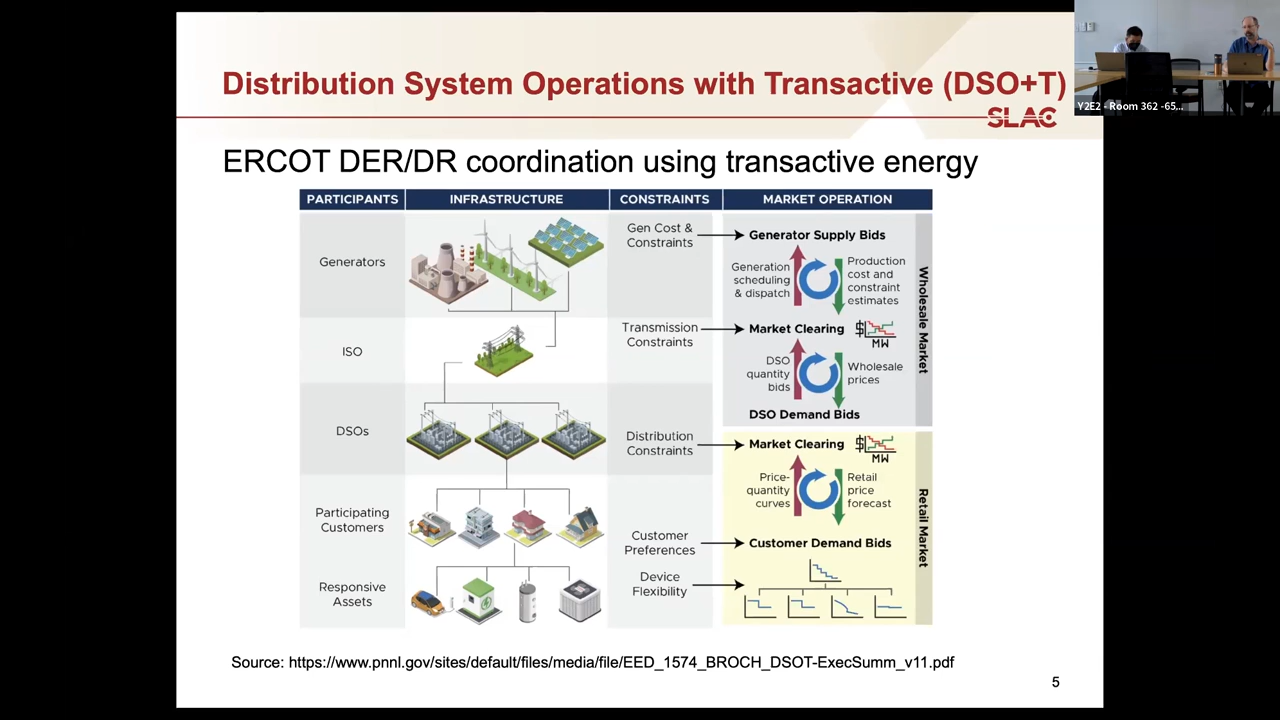 Distribution System Operations with Transactive (DSO+T)
SLAC
Y2E2 - Room 362 -65...
ERCOT DER/DR coordination using transactive energy
PARTICIPANTS
INFRASTRUCTURE
CONSTRAINTS
MARKET OPERATION
Generators
Gen Cost &
Constraints
Generator Supply Bids
Generation
scheduling
& dispatch
Production
cost and
constraint
estimates
ISO
Transmission
Constraints
Market Clearing
$
MW
DSO
quantity
bids
Wholesale
prices
DSO Demand Bids
Wholesale Market
DSOs
Distribution
Constraints
Market Clearing
$
MW
Price-
quantity
curves
Retail
price
forecast
Participating
Customers
Customer
Preferences
Customer Demand Bids
Responsive
Assets
Device
Flexibility
Retail Market
Source: https://www.pnnl.gov/sites/default/files/media/file/EED_1574_BROCH_DSOT-ExecSumm_v11.pdf
5